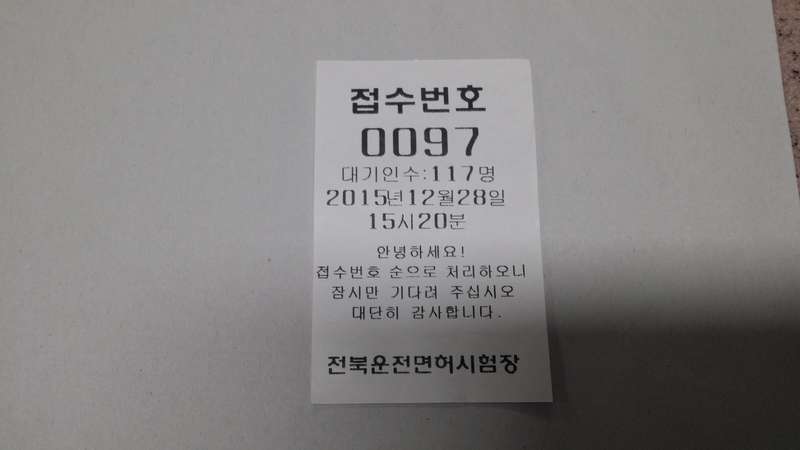 접수번호
0097
대기인수:117명
2015년12월28일
15시20분
안녕하세요!
접수번호 순으로 처리하오니
잠시만 기다려 주십시오
대단히 감사합니다.
전북운전면허시험장